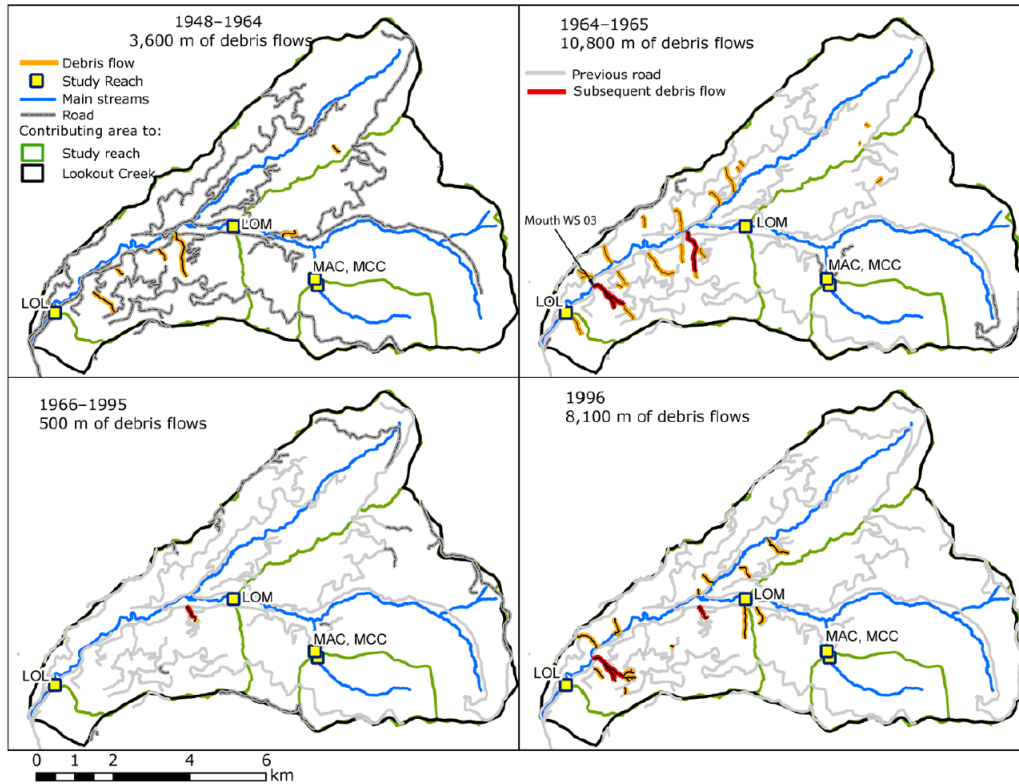 1948–1964
3,600 m of debris flows
Debris flow
Study Reach
Main streams
Road
Contributing area to:
Study reach
Lookout Creek
LOM
MAC, MCC
LOL
1964–1965
10,800 m of debris flows
Previous road
Subsequent debris flow
Mouth WS 03
LOM
MAC, MCC
LOL
1966–1995
500 m of debris flows
LOM
MAC, MCC
LOL
1996
8,100 m of debris flows
LOM
MAC, MCC
LOL
0 1 2 4 6
km